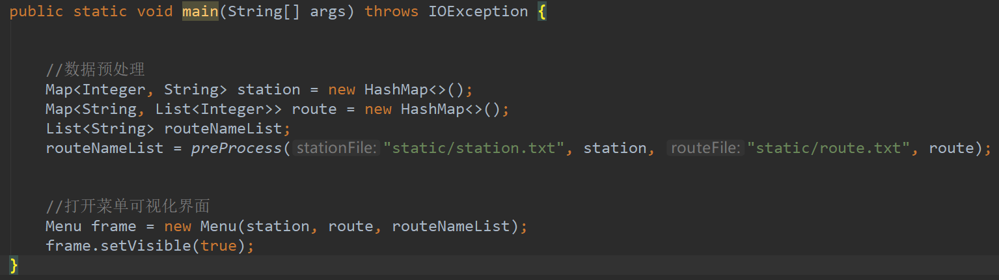 public static void main(String[] args) throws IOException {
//数据预处理
Map<Integer, String> station = new HashMap<>();
Map<String, List<Integer>> route = new HashMap<>();
List<String> routeNameList;
routeNameList = preProcess( stationFile: "static/station.txt", station, routeFile: "static/route.txt", route);
//打开菜单可视化界面
Menu frame = new Menu(station, route, routeNameList);
frame.setVisible(true);
}